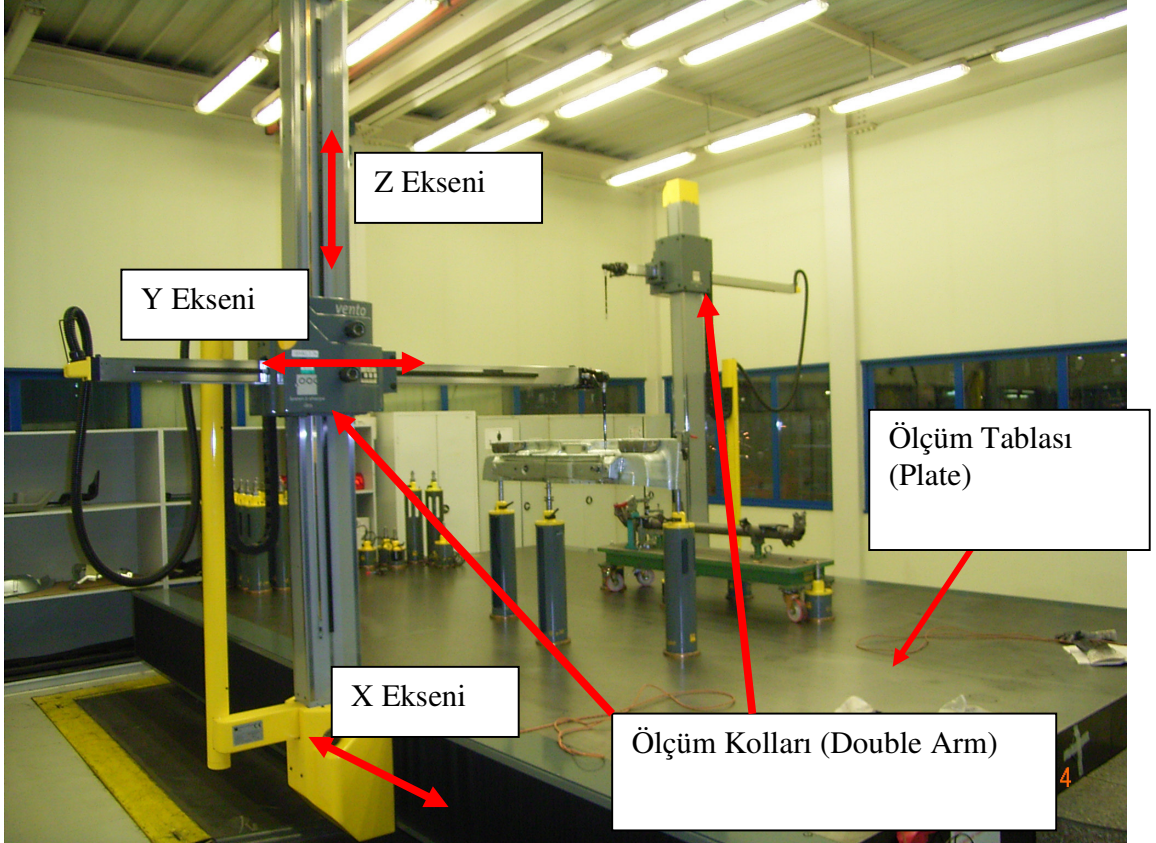 Z Ekseni
Y Ekseni
vento
Ölçüm Tablası
(Plate)
X Ekseni
Ölçüm Kolları (Double Arm)
4